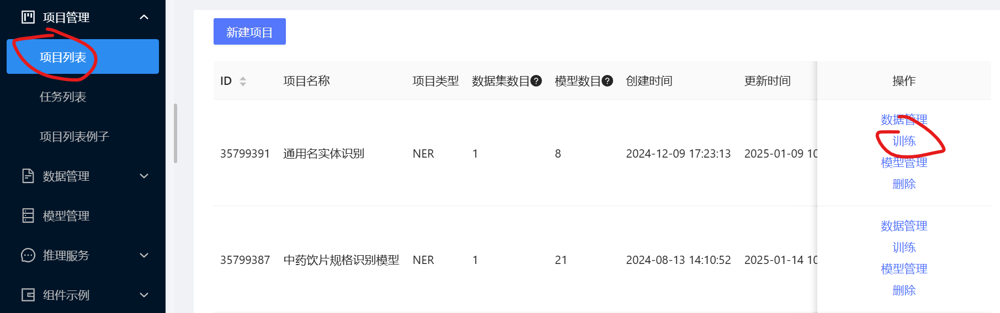 项目管理
项目列表
任务列表
项目列表例子
数据管理
模型管理
推理服务
组件示例
新建项目
ID 项目名称 项目类型 数据集数目? 模型数目? 创建时间 更新时间 操作
35799391 通用名实体识别 NER 1 8 2024-12-09 17:23:13 2025-01-09 10
数据管理
训练
模型管理
删除
35799387 中药饮片规格识别模型 NER 1 21 2024-08-13 14:10:52 2025-01-14 10
数据管理
训练
模型管理
删除